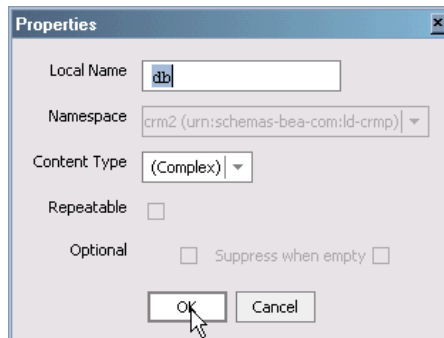 Properties
Local Name db
Namespace crm2 (urn:schemas-bea-com:ld-crmp)
Content Type (Complex)
Repeatable
Optional Suppress when empty
OK Cancel